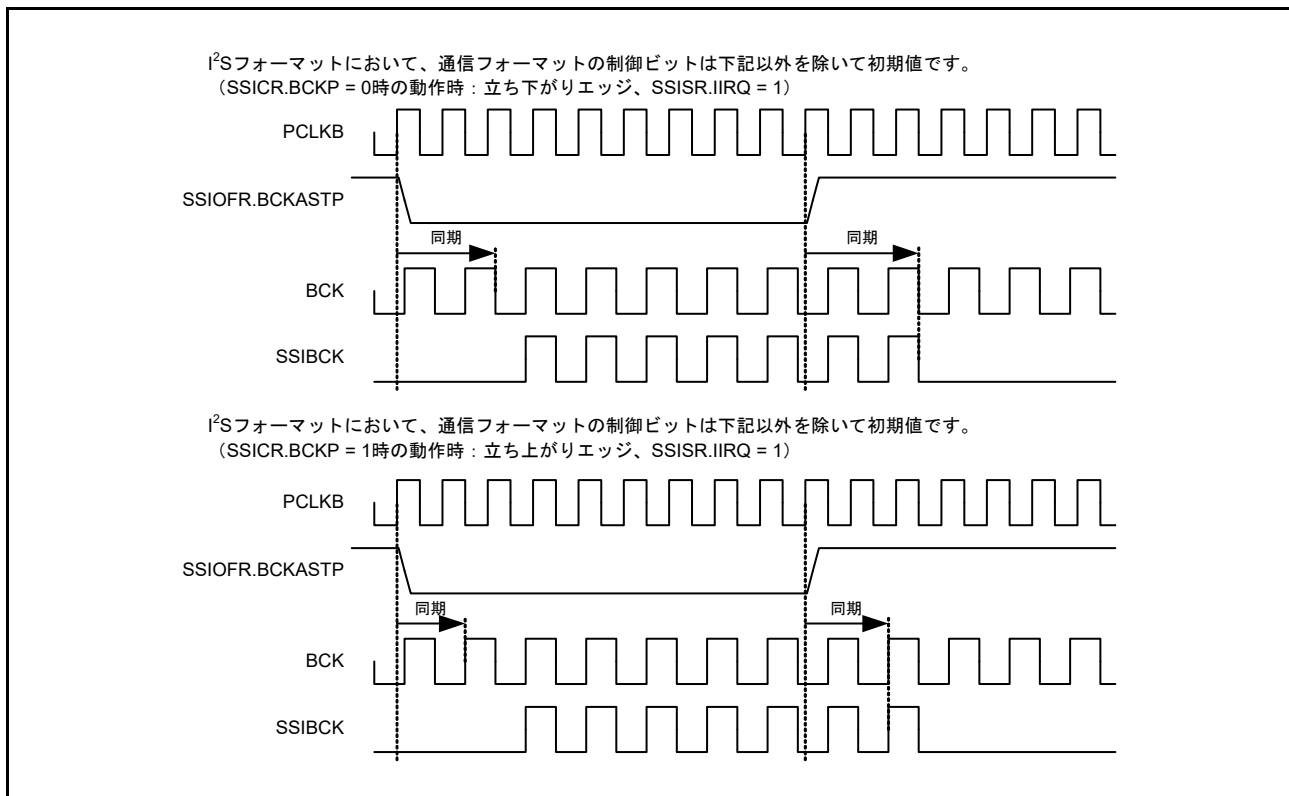 I²Sフォーマットにおいて、通信フォーマットの制御ビットは下記以外を除いて初期値です。
（SSICR.BCKP = 0時の動作時：立ち下がりエッジ、SSISR.IIRQ = 1）
PCLKB
SSIOFR.BCKASTP
同期
同期
BCK
SSIBCK
I²Sフォーマットにおいて、通信フォーマットの制御ビットは下記以外を除いて初期値です。
（SSICR.BCKP = 1時の動作時：立ち上がりエッジ、SSISR.IIRQ = 1）
PCLKB
SSIOFR.BCKASTP
同期
同期
BCK
SSIBCK